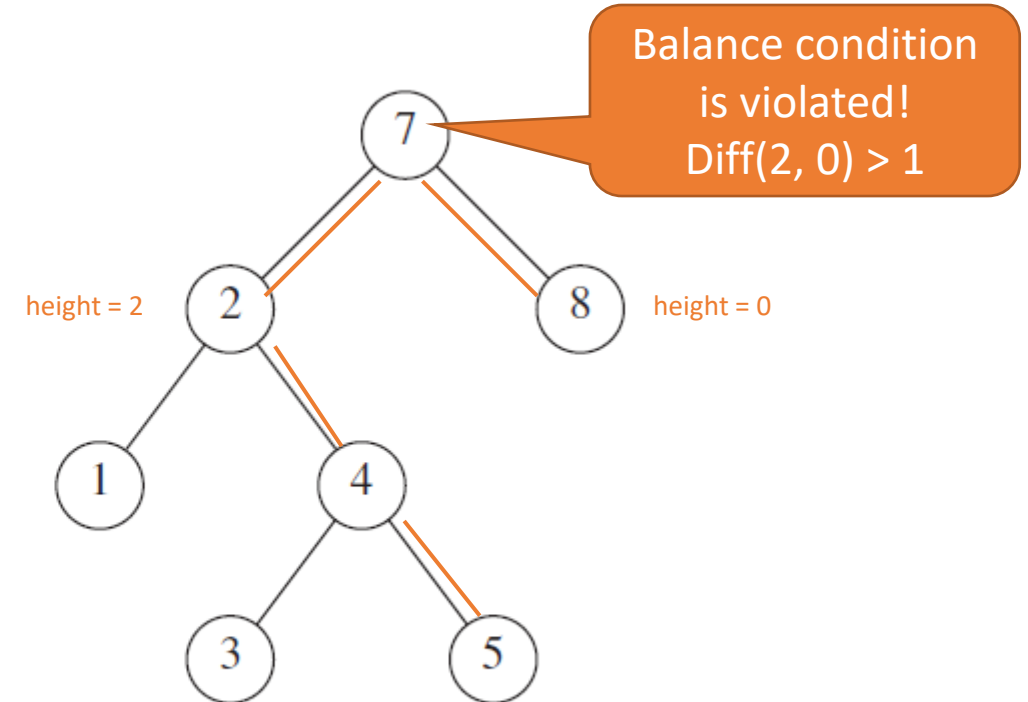 Balance condition
is violated!
Diff(2, 0) > 1
7
height = 2
2
8
height = 0
1
4
3
5